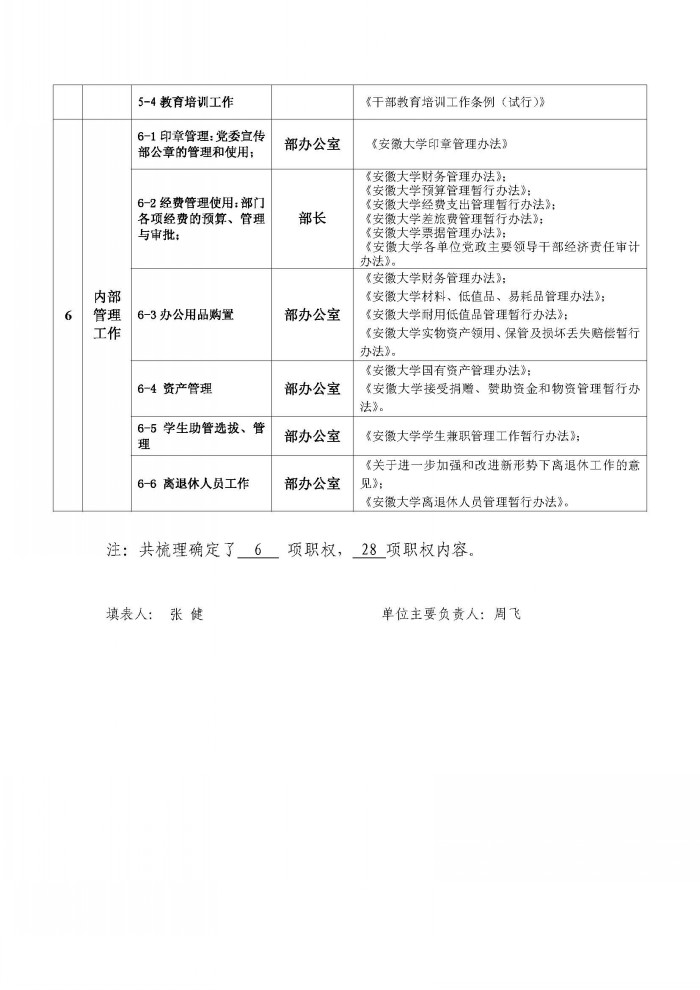 5-4 教育培训工作
《干部教育培训工作条例（试行）》
6
内部
管理
工作
6-1 印章管理：党委宣传
部公章的管理和使用；
部办公室
《安徽大学印章管理办法》
6-2 经费管理使用：部门
各项经费的预算、管理
与审批；
部长
《安徽大学财务管理办法》；
《安徽大学预算管理暂行办法》；
《安徽大学经费支出管理暂行办法》；
《安徽大学差旅费管理暂行办法》；
《安徽大学票据管理办法》；
《安徽大学各单位党政主要领导干部经济责任审计
办法》。
6-3 办公用品购置
部办公室
《安徽大学财务管理办法》；
《安徽大学材料、低值品、易耗品管理办法》；
《安徽大学耐用低值品管理暂行办法》；
《安徽大学实物资产领用、保管及损坏丢失赔偿暂行
办法》。
6-4 资产管理
部办公室
《安徽大学国有资产管理办法》；
《安徽大学接受捐赠、赞助资金和物资管理暂行办
法》。
6-5 学生助管选拔、管
理
部办公室
《安徽大学学生兼职管理工作暂行办法》；
6-6 离退休人员工作
部办公室
《关于进一步加强和改进新形势下离退休工作的意
见》；
《安徽大学离退休人员管理暂行办法》。
注：共梳理确定了 6 项职权，28 项职权内容。
填表人： 张 健
单位主要负责人：周飞